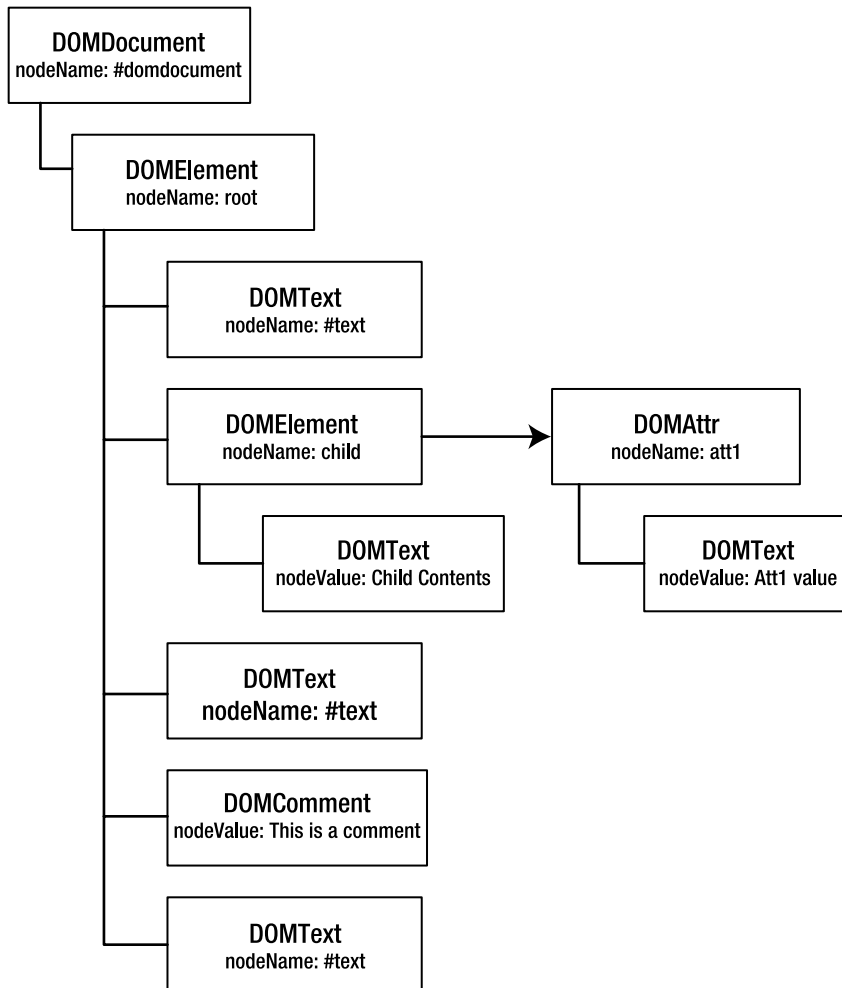 DOMDocument
nodeName: #domdocument
DOMElement
nodeName: root
DOMText
nodeName: #text
DOMElement
nodeName: child
DOMAttr
nodeName: att1
DOMText
nodeValue: Child Contents
DOMText
nodeValue: Att1 value
DOMText
nodeName: #text
DOMComment
nodeValue: This is a comment
DOMText
nodeName: #text